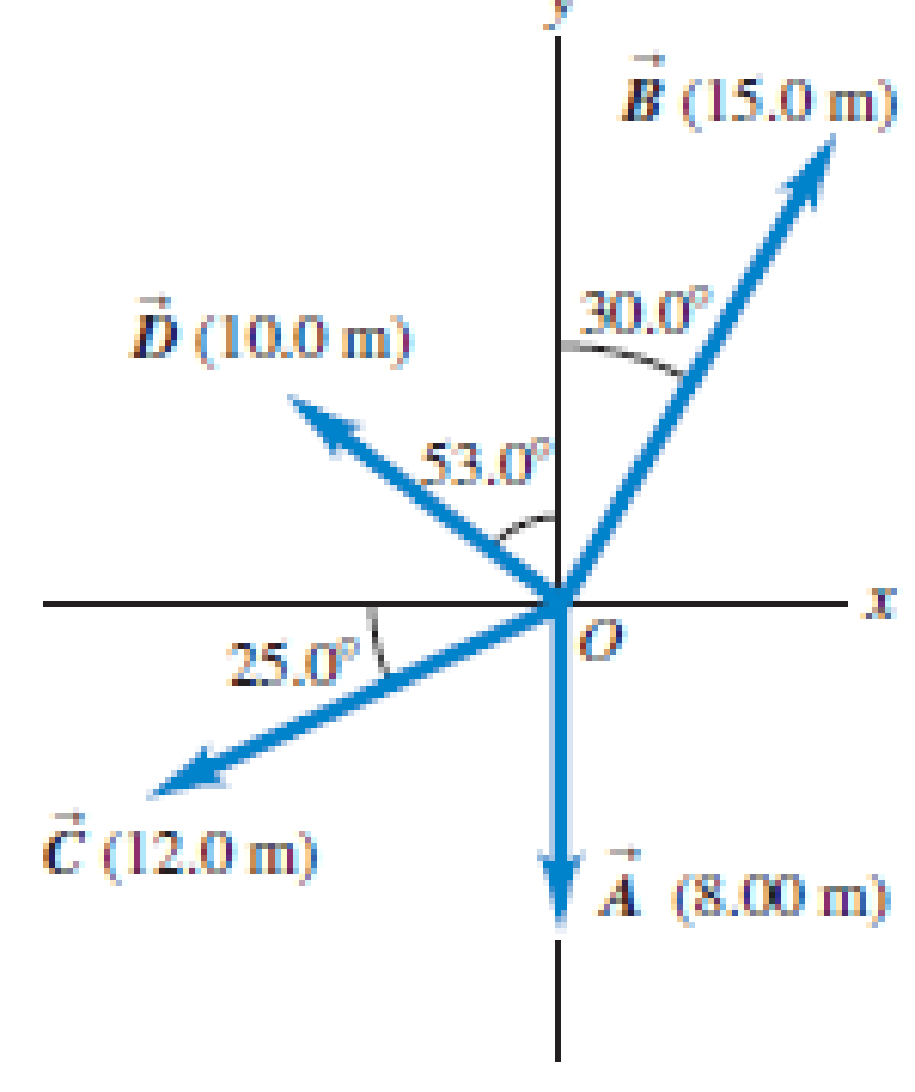 y
B⃗ (15.0 m)
30.0°
D⃗ (10.0 m)
53.0°
x
O
25.0°
C⃗ (12.0 m)
A⃗ (8.00 m)